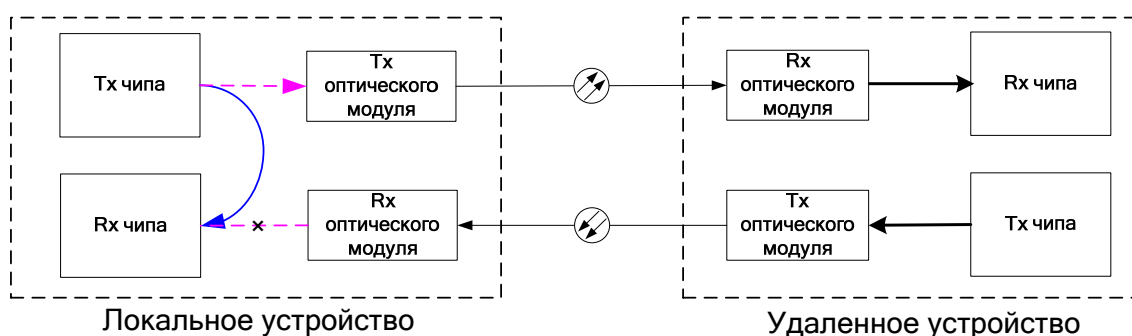 Tx чипа
Tx
оптического
модуля
Rx
оптического
модуля
Rx чипа
Rx чипа
Rx
оптического
модуля
Tx
оптического
модуля
Tx чипа
Локальное устройство
Удаленное устройство